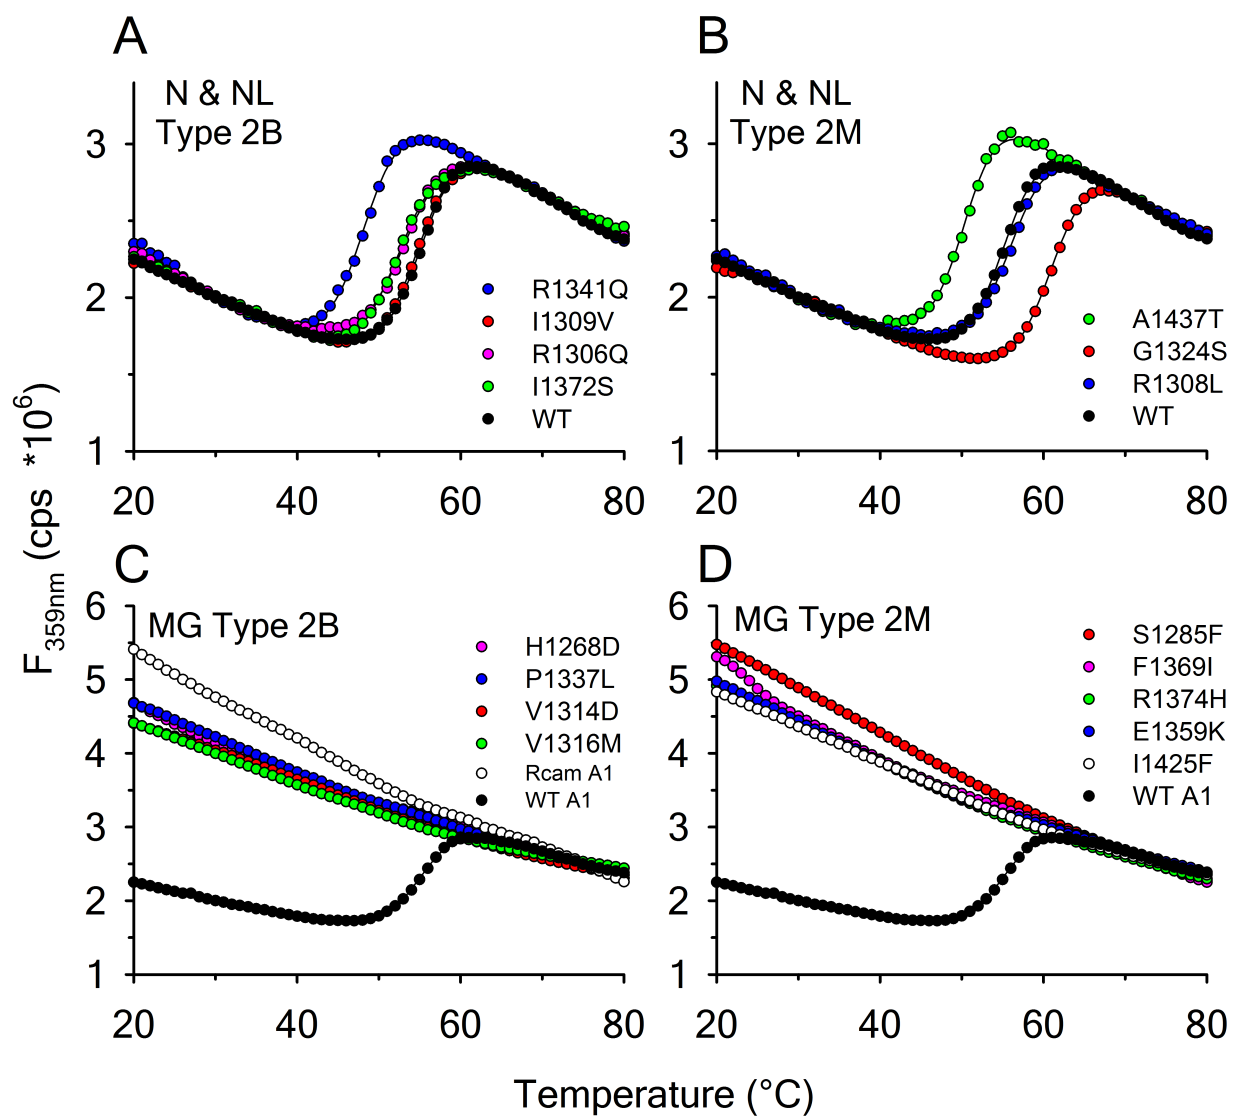 A
N & NL
Type 2B
3
2
1
20
40
60
80
R1341Q
I1309V
R1306Q
I1372S
WT
B
N & NL
Type 2M
3
2
1
20
40
60
80
A1437T
G1324S
R1308L
WT
F359nm (cps *10^6)
C
MG Type 2B
6
5
4
3
2
1
20
40
60
80
H1268D
P1337L
V1314D
V1316M
Rcam A1
WT A1
D
MG Type 2M
6
5
4
3
2
1
20
40
60
80
S1285F
F1369I
R1374H
E1359K
I1425F
WT A1
Temperature (°C)